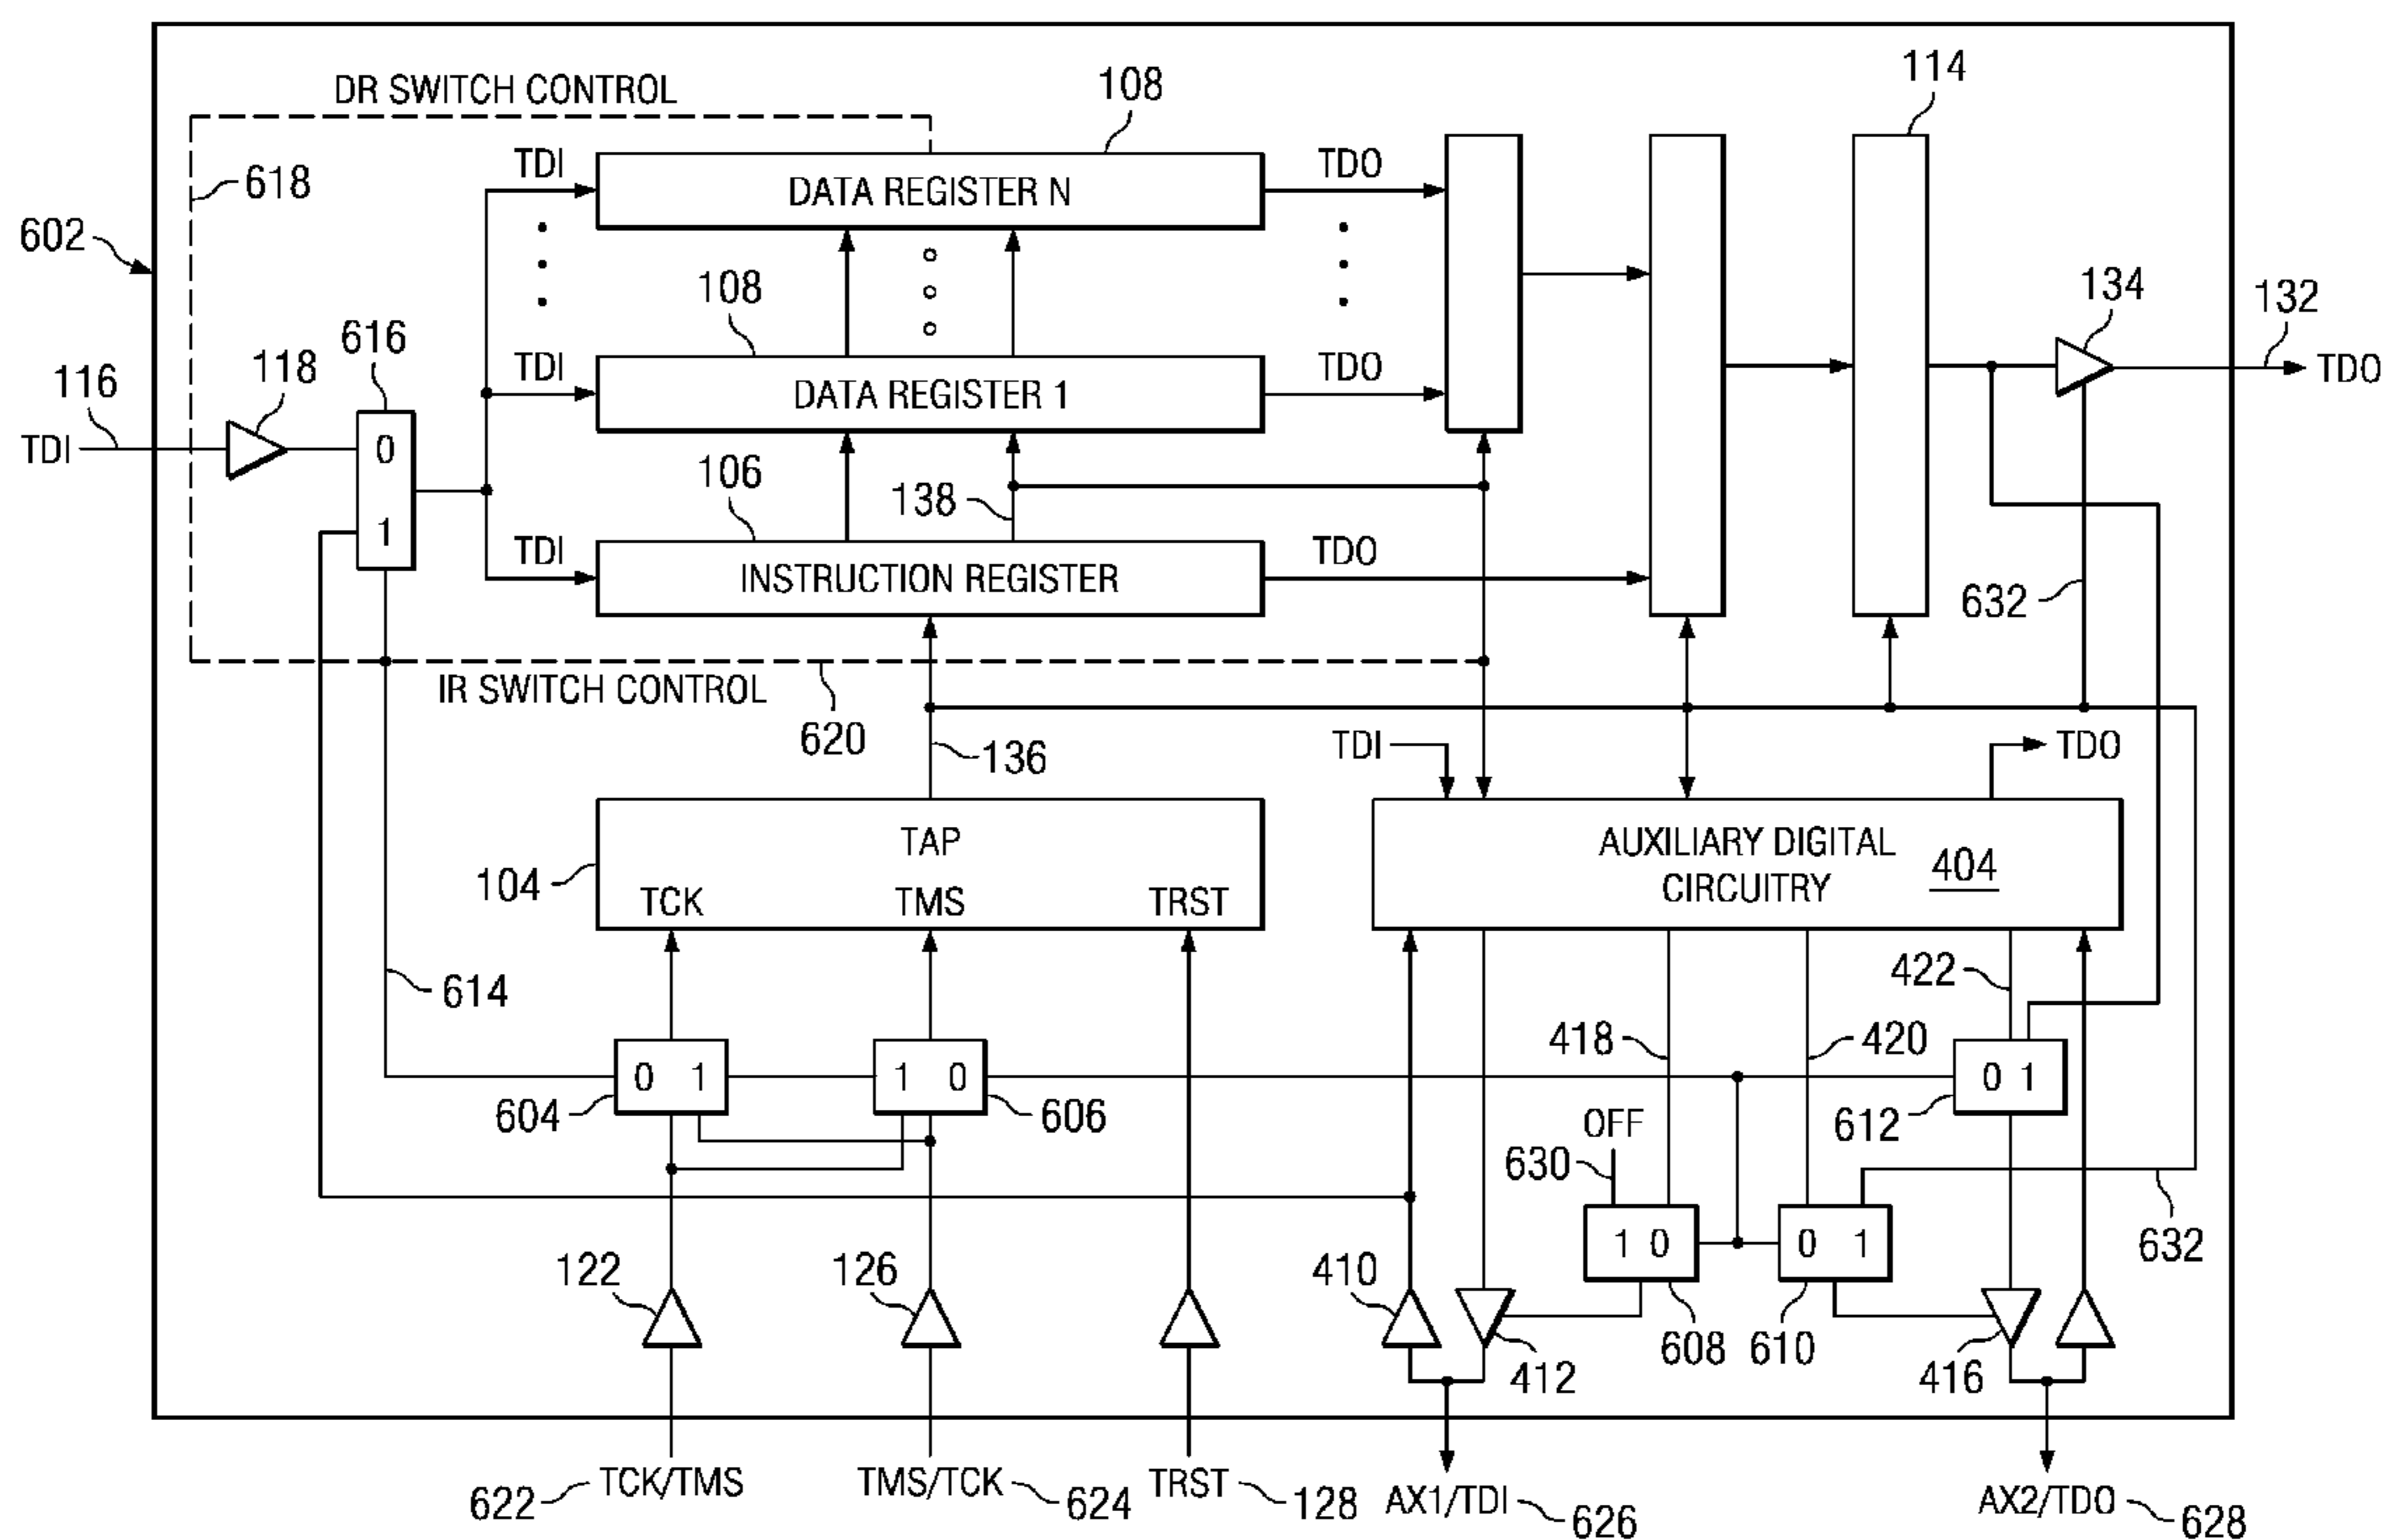 114
DR SWITCH CONTROL
108
TDI
TDO
618
DATA REGISTER N
602
108
134
132
616
118
TDI
TDO
116
DATA REGISTER 1
TDO
TDI
0
106
138
1
TDI
TDO
INSTRUCTION REGISTER
632
IR SWITCH CONTROL
620
136
TDI
TDO
TAP
AUXILIARY DIGITAL
CIRCUITRY
404
104
TCK
TMS
TRST
422
614
418
420
0 1
1 0
0 1
604
606
OFF
612
630
1 0
0 1
632
122
126
410
608
610
412
416
622
TCK/TMS
TMS/TCK
624
TRST
128
AX1/TDI
626
AX2/TDO
628